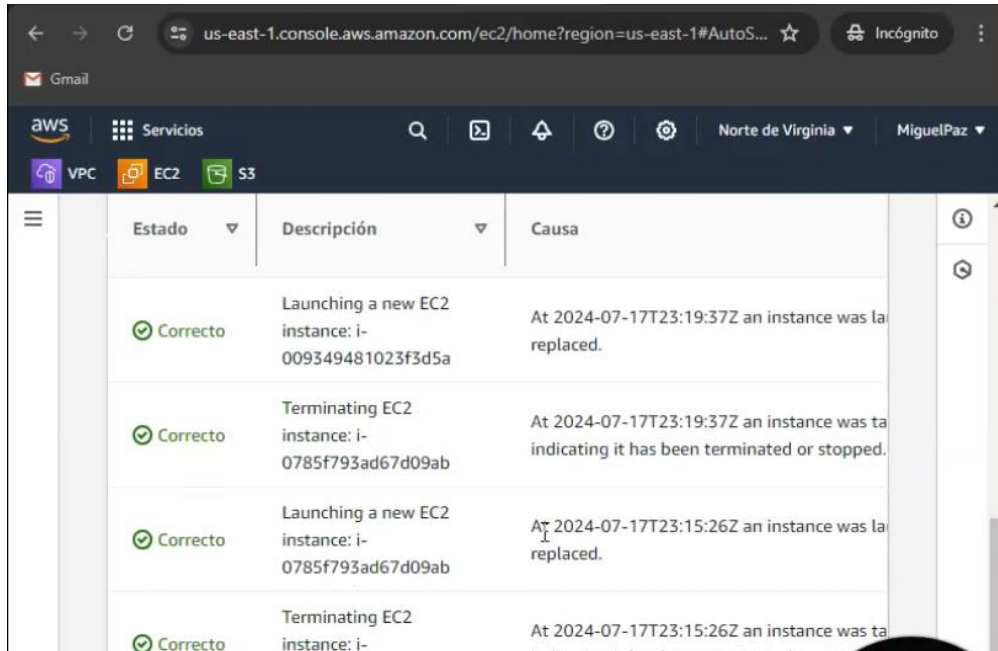 us-east-1.console.aws.amazon.com/ec2/home?region=us-east-1#AutoS...
Incógnito
Gmail
aws
Servicios
Norte de Virginia
MiguelPaz
VPC
EC2
S3
Estado
Descripción
Causa
Correcto
Launching a new EC2
instance: i-
009349481023f3d5a
At 2024-07-17T23:19:37Z an instance was
replaced.
Correcto
Terminating EC2
instance: i-
0785f793ad67d09ab
At 2024-07-17T23:19:37Z an instance was
indicating it has been terminated or stopped.
Correcto
Launching a new EC2
instance: i-
0785f793ad67d09ab
At 2024-07-17T23:15:26Z an instance was
replaced.
Correcto
Terminating EC2
instance: i-
At 2024-07-17T23:15:26Z an instance was